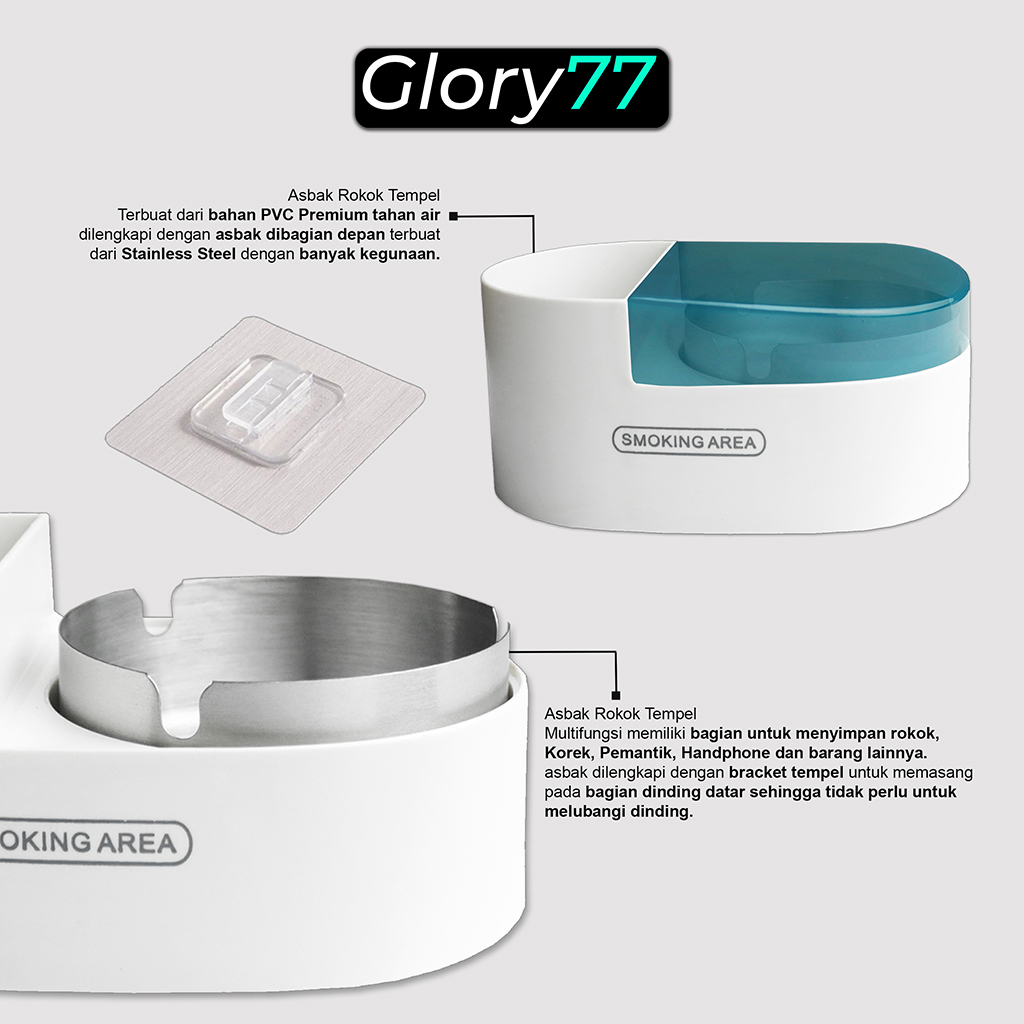 Glory77
Asbak Rokok Tempel
Terbuat dari bahan PVC Premium tahan air
dilengkapi dengan asbak dibagian depan terbuat
dari Stainless Steel dengan banyak kegunaan.
SMOKING AREA
Asbak Rokok Tempel
Multifungsi memiliki bagian untuk menyimpan rokok,
Korek, Pemantik, Handphone dan barang lainnya.
asbak dilengkapi dengan bracket tempel untuk memasang
pada bagian dinding datar sehingga tidak perlu untuk
melubangi dinding.
OKING AREA